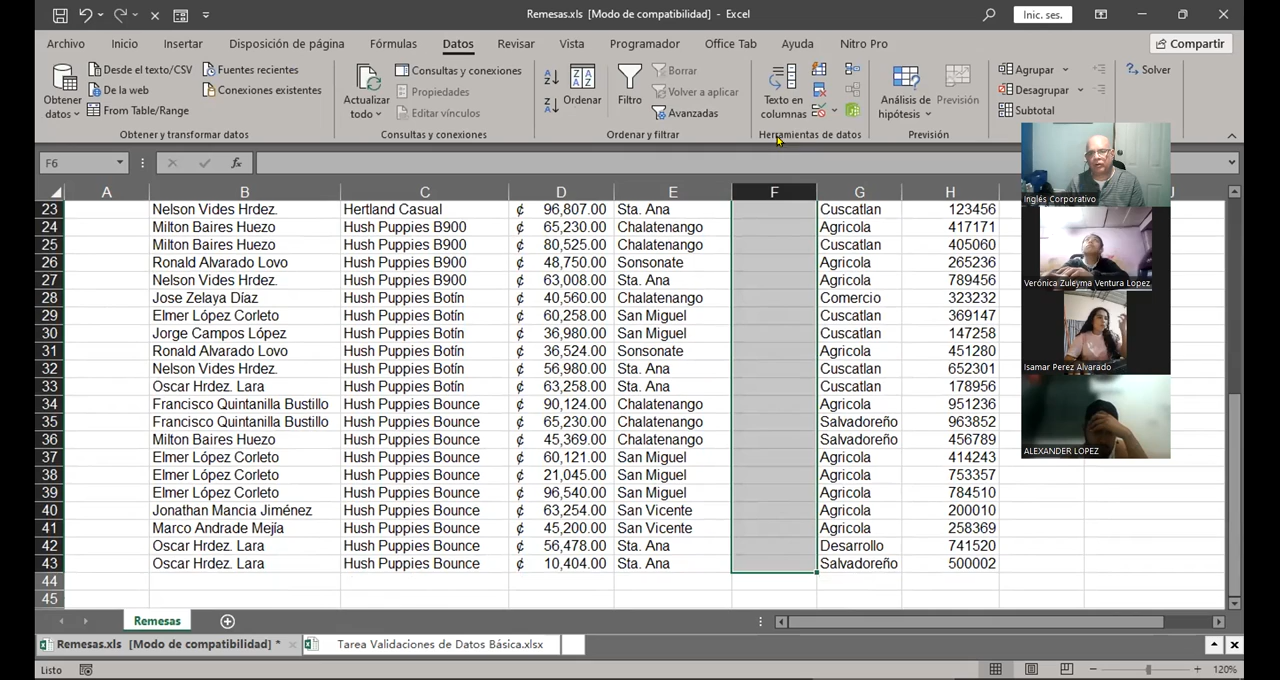 Remesas.xls [Modo de compatibilidad] - Excel
Inic. ses.
Archivo Inicio Insertar Disposición de página Fórmulas Datos Revisar Vista Programador Office Tab Ayuda Nitro Pro Compartir
Obtener datos
Desde el texto/CSV
De la web
From Table/Range
Fuentes recientes
Conexiones existentes
Obtener y transformar datos
Actualizar todo
Consultas y conexiones
Propiedades
Editar vínculos
Consultas y conexiones
Ordenar
Filtro
Borrar
Volver a aplicar
Avanzadas
Ordenar y filtrar
Texto en columnas
Herramientas de datos
Análisis de hipótesis
Previsión
Previsión
Agrupar
Desagrupar
Subtotal
Solver
F6
fx
A B C D E F G H J
23 Nelson Vides Hrdez. Hertland Casual ₡ 96,807.00 Sta. Ana Cuscatlan 123456
24 Milton Baires Huezo Hush Puppies B900 ₡ 65,230.00 Chalatenango Agricola 417171
25 Milton Baires Huezo Hush Puppies B900 ₡ 80,525.00 Chalatenango Cuscatlan 405060
26 Ronald Alvarado Lovo Hush Puppies B900 ₡ 48,750.00 Sonsonate Agricola 265236
27 Nelson Vides Hrdez. Hush Puppies B900 ₡ 63,008.00 Sta. Ana Agricola 789456
28 Jose Zelaya Díaz Hush Puppies Botín ₡ 40,560.00 Chalatenango Comercio 323232
29 Elmer López Corleto Hush Puppies Botín ₡ 60,258.00 San Miguel Cuscatlan 369147
30 Jorge Campos López Hush Puppies Botín ₡ 36,980.00 San Miguel Cuscatlan 147258
31 Ronald Alvarado Lovo Hush Puppies Botín ₡ 36,524.00 Sonsonate Agricola 451280
32 Nelson Vides Hrdez. Hush Puppies Botín ₡ 56,980.00 Sta. Ana Cuscatlan 652301
33 Oscar Hrdez. Lara Hush Puppies Botín ₡ 63,258.00 Sta. Ana Cuscatlan 178956
34 Francisco Quintanilla Bustillo Hush Puppies Bounce ₡ 90,124.00 Chalatenango Agricola 951236
35 Francisco Quintanilla Bustillo Hush Puppies Bounce ₡ 65,230.00 Chalatenango Salvadoreño 963852
36 Milton Baires Huezo Hush Puppies Bounce ₡ 45,369.00 Chalatenango Salvadoreño 456789
37 Elmer López Corleto Hush Puppies Bounce ₡ 60,121.00 San Miguel Agricola 414243
38 Elmer López Corleto Hush Puppies Bounce ₡ 21,045.00 San Miguel Agricola 753357
39 Elmer López Corleto Hush Puppies Bounce ₡ 96,540.00 San Miguel Agricola 784510
40 Jonathan Mancia Jiménez Hush Puppies Bounce ₡ 63,254.00 San Vicente Agricola 200010
41 Marco Andrade Mejía Hush Puppies Bounce ₡ 45,200.00 San Vicente Agricola 258369
42 Oscar Hrdez. Lara Hush Puppies Bounce ₡ 56,478.00 Sta. Ana Desarrollo 741520
43 Oscar Hrdez. Lara Hush Puppies Bounce ₡ 10,404.00 Sta. Ana Salvadoreño 500002
44
45
Inglés Corporativo
Verónica Zuleyma Ventura López
Isamar Perez Alvarado
ALEXANDER LOPEZ
Remesas
Remesas.xls [Modo de compatibilidad] * Tarea Validaciones de Datos Básica.xlsx
Listo 120%